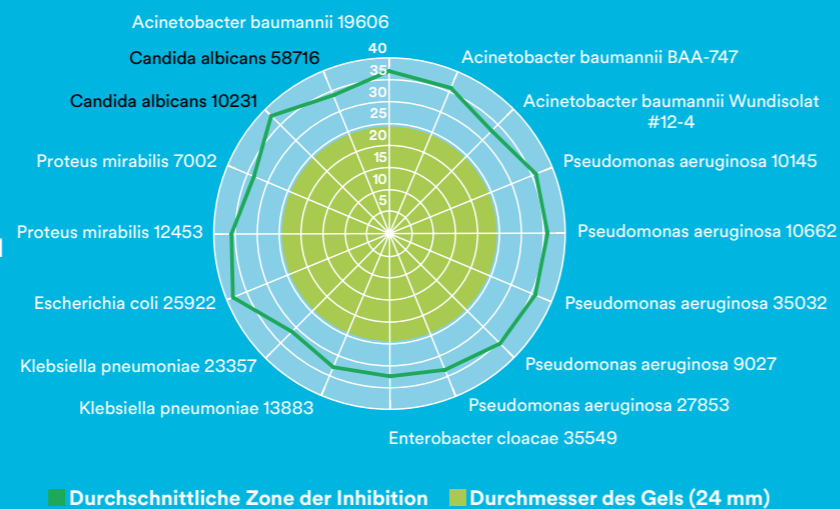 Acinetobacter baumannii 19606
Candida albicans 58716
Acinetobacter baumannii BAA-747
Candida albicans 10231
Acinetobacter baumannii Wundisolat
#12-4
Proteus mirabilis 7002
Pseudomonas aeruginosa 10145
Proteus mirabilis 12453
Pseudomonas aeruginosa 10662
Escherichia coli 25922
Pseudomonas aeruginosa 35032
Klebsiella pneumoniae 23357
Pseudomonas aeruginosa 9027
Klebsiella pneumoniae 13883
Pseudomonas aeruginosa 27853
Enterobacter cloacae 35549
40
35
30
25
20
15
10
5
Durchschnittliche Zone der Inhibition
Durchmesser des Gels (24 mm)